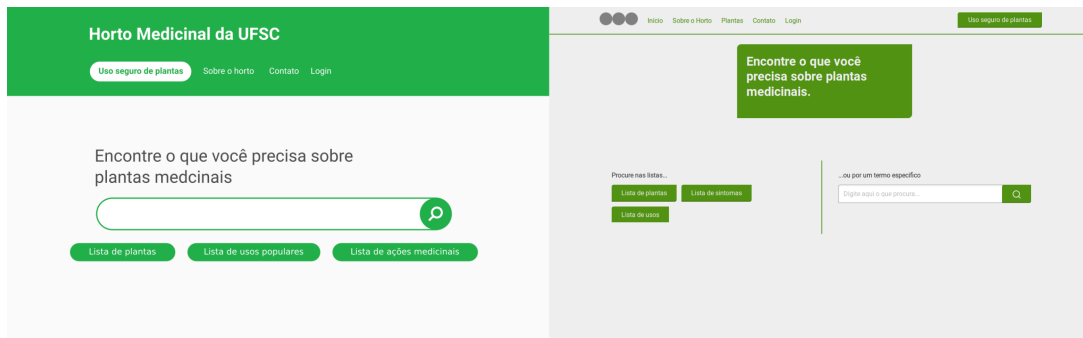 Horto Medicinal da UFSC
Uso seguro de plantas Sobre o horto Contato Login
Encontre o que você precisa sobre
plantas medcinais
Lista de plantas Lista de usos populares Lista de ações medicinais
Início Sobre o Horto Plantas Contato Login Uso seguro de plantas
Encontre o que você
precisa sobre plantas
medicinais.
Procure nas listas...
Lista de plantas Lista de sintomas
Lista de usos
...ou por um termo específico
Digite aqui o que procura...